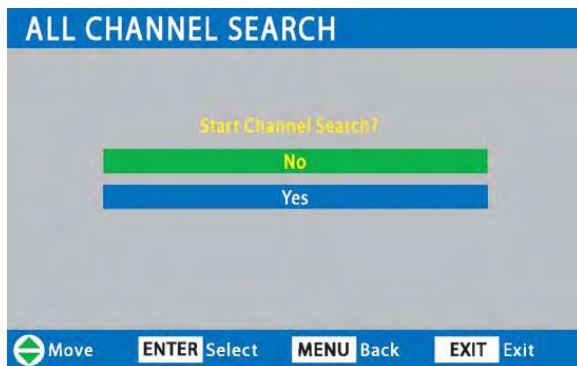 ALL CHANNEL SEARCH
Start Channel Search?
No
Yes
Move ENTER Select MENU Back EXIT Exit